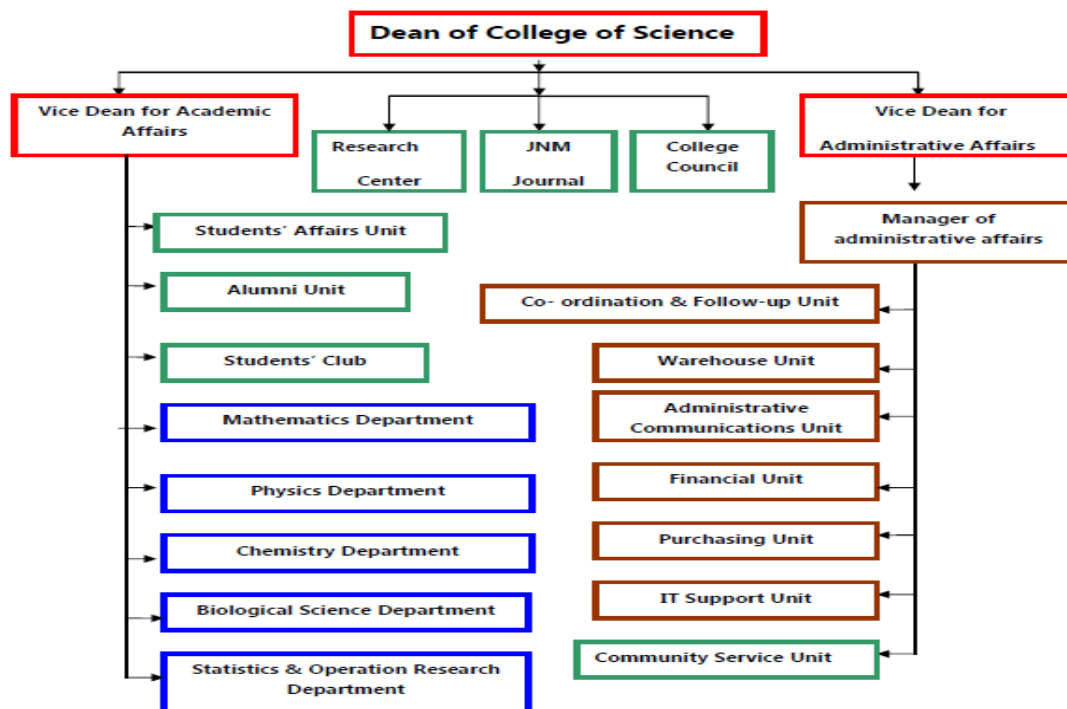 Dean of College of Science
Vice Dean for Academic
Affairs
Research
Center
JNM
Journal
College
Council
Vice Dean for
Administrative Affairs
Students´ Affairs Unit
Alumni Unit
Students´ Club
Mathematics Department
Physics Department
Chemistry Department
Biological Science Department
Statistics & Operation Research
Department
Manager of
administrative affairs
Co- ordination & Follow-up Unit
Warehouse Unit
Administrative
Communications Unit
Financial Unit
Purchasing Unit
IT Support Unit
Community Service Unit